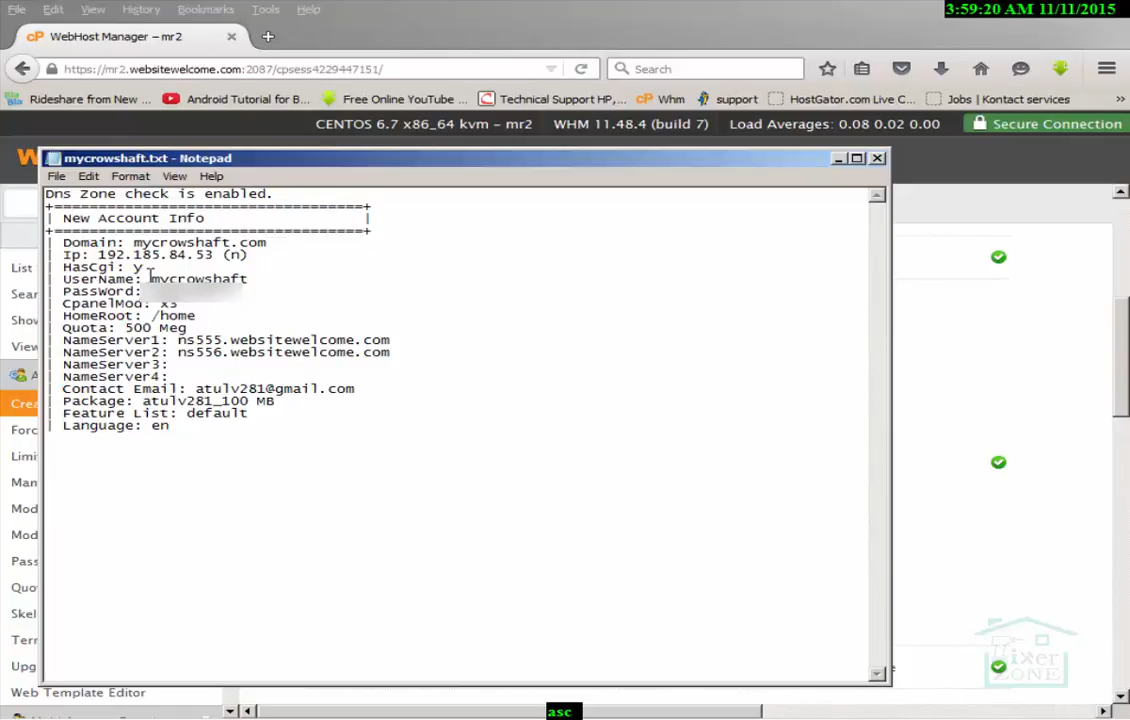 File Edit View History Bookmarks Tools Help
3:59:20 AM 11/11/2015
cP WebHost Manager – mr2
https://mr2.websitewelcome.com:2087/cpsess4229447151/
Search
Rideshare from New ... Android Tutorial for B... Free Online YouTube ... Technical Support HP,... cP Whm support HostGator.com Live C... Jobs | Kontact services »
CENTOS 6.7 x86_64 kvm – mr2 WHM 11.48.4 (build 7) Load Averages: 0.08 0.02 0.00 Secure Connection
mycrowshaft.txt - Notepad
File Edit Format View Help
Dns Zone check is enabled.
+===================================+
| New Account Info |
+===================================+
| Domain: mycrowshaft.com
| Ip: 192.185.84.53 (n)
| HasCgi: y
| UserName: mycrowshaft
| PassWord:
| CpanelMod: x3
| HomeRoot: /home
| Quota: 500 Meg
| NameServer1: ns555.websitewelcome.com
| NameServer2: ns556.websitewelcome.com
| NameServer3:
| NameServer4:
| Contact Email: atulv281@gmail.com
| Package: atulv281_100 MB
| Feature List: default
| Language: en
List
Sear
Show
View
A
Crea
Forc
Limi
Man
Mod
Mod
Pass
Quo
Skel
Tern
Upg
Web Template Editor
ixer
ZONE
asc